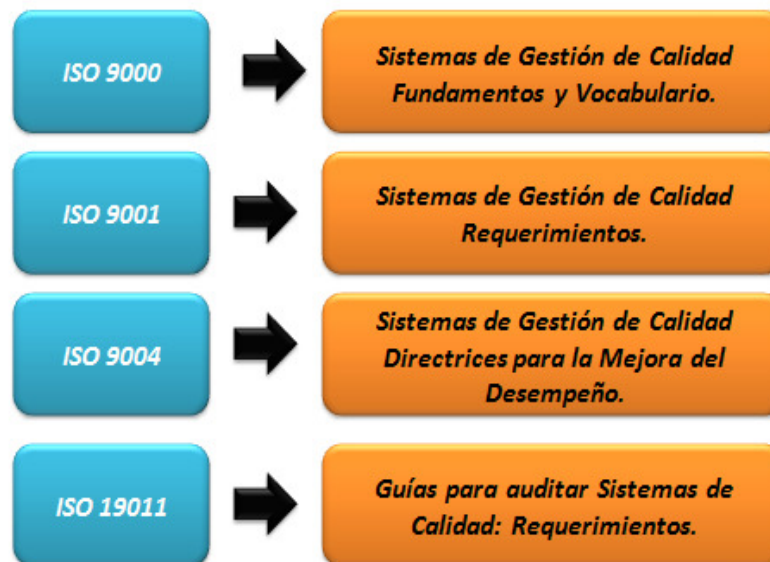 ISO 9000
Sistemas de Gestión de Calidad
Fundamentos y Vocabulario.
ISO 9001
Sistemas de Gestión de Calidad
Requerimientos.
ISO 9004
Sistemas de Gestión de Calidad
Directrices para la Mejora del
Desempeño.
ISO 19011
Guías para auditar Sistemas de
Calidad: Requerimientos.